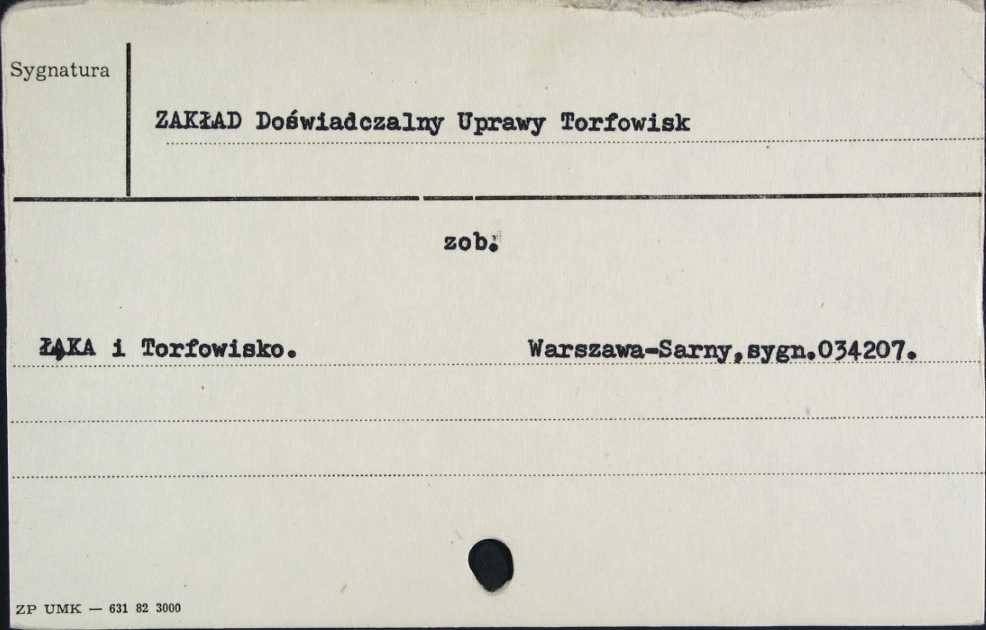 Sygnatura
ZAKŁAD Doświadczalny Uprawy Torfowisk
zob.
ŁĄKA i Torfowisko. Warszawa-Sarny,sygn.034207.
ZP UMK — 631 82 3000